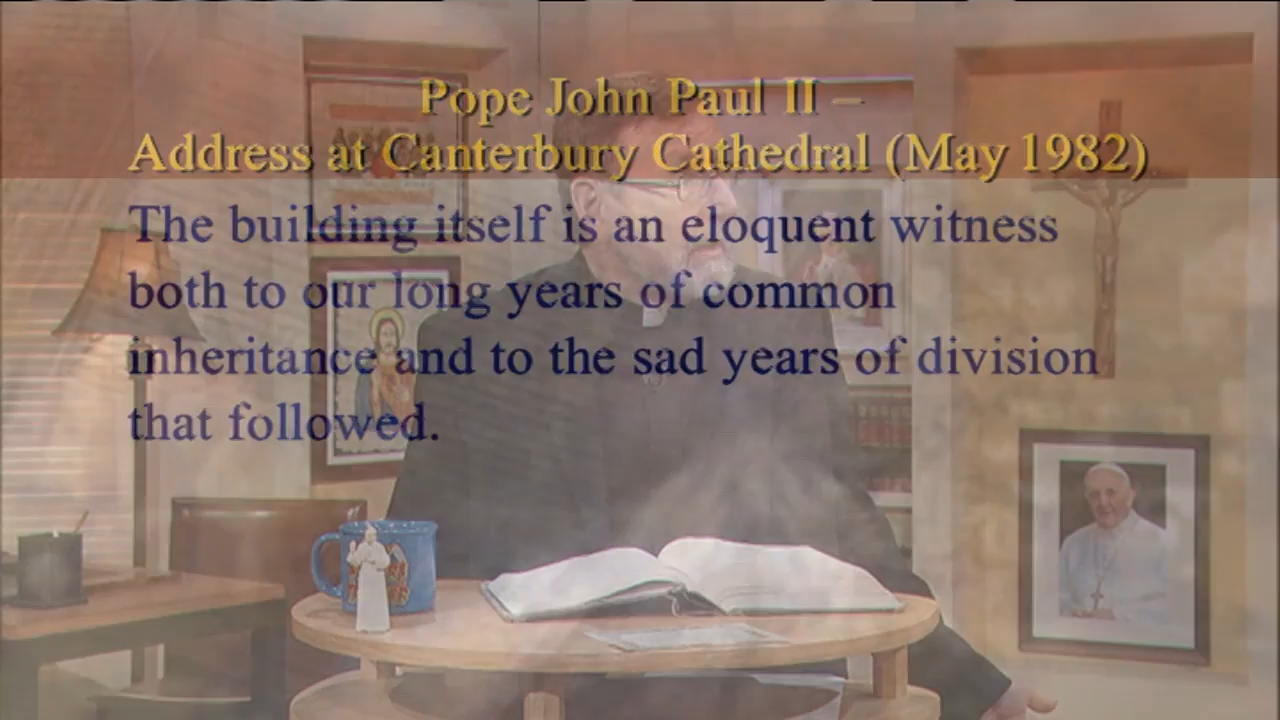 Pope John Paul II –
Address at Canterbury Cathedral (May 1982)
The building itself is an eloquent witness
both to our long years of common
inheritance and to the sad years of division
that followed.